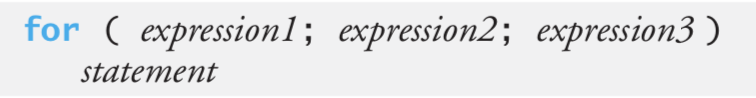 for ( expression1; expression2; expression3 )
statement